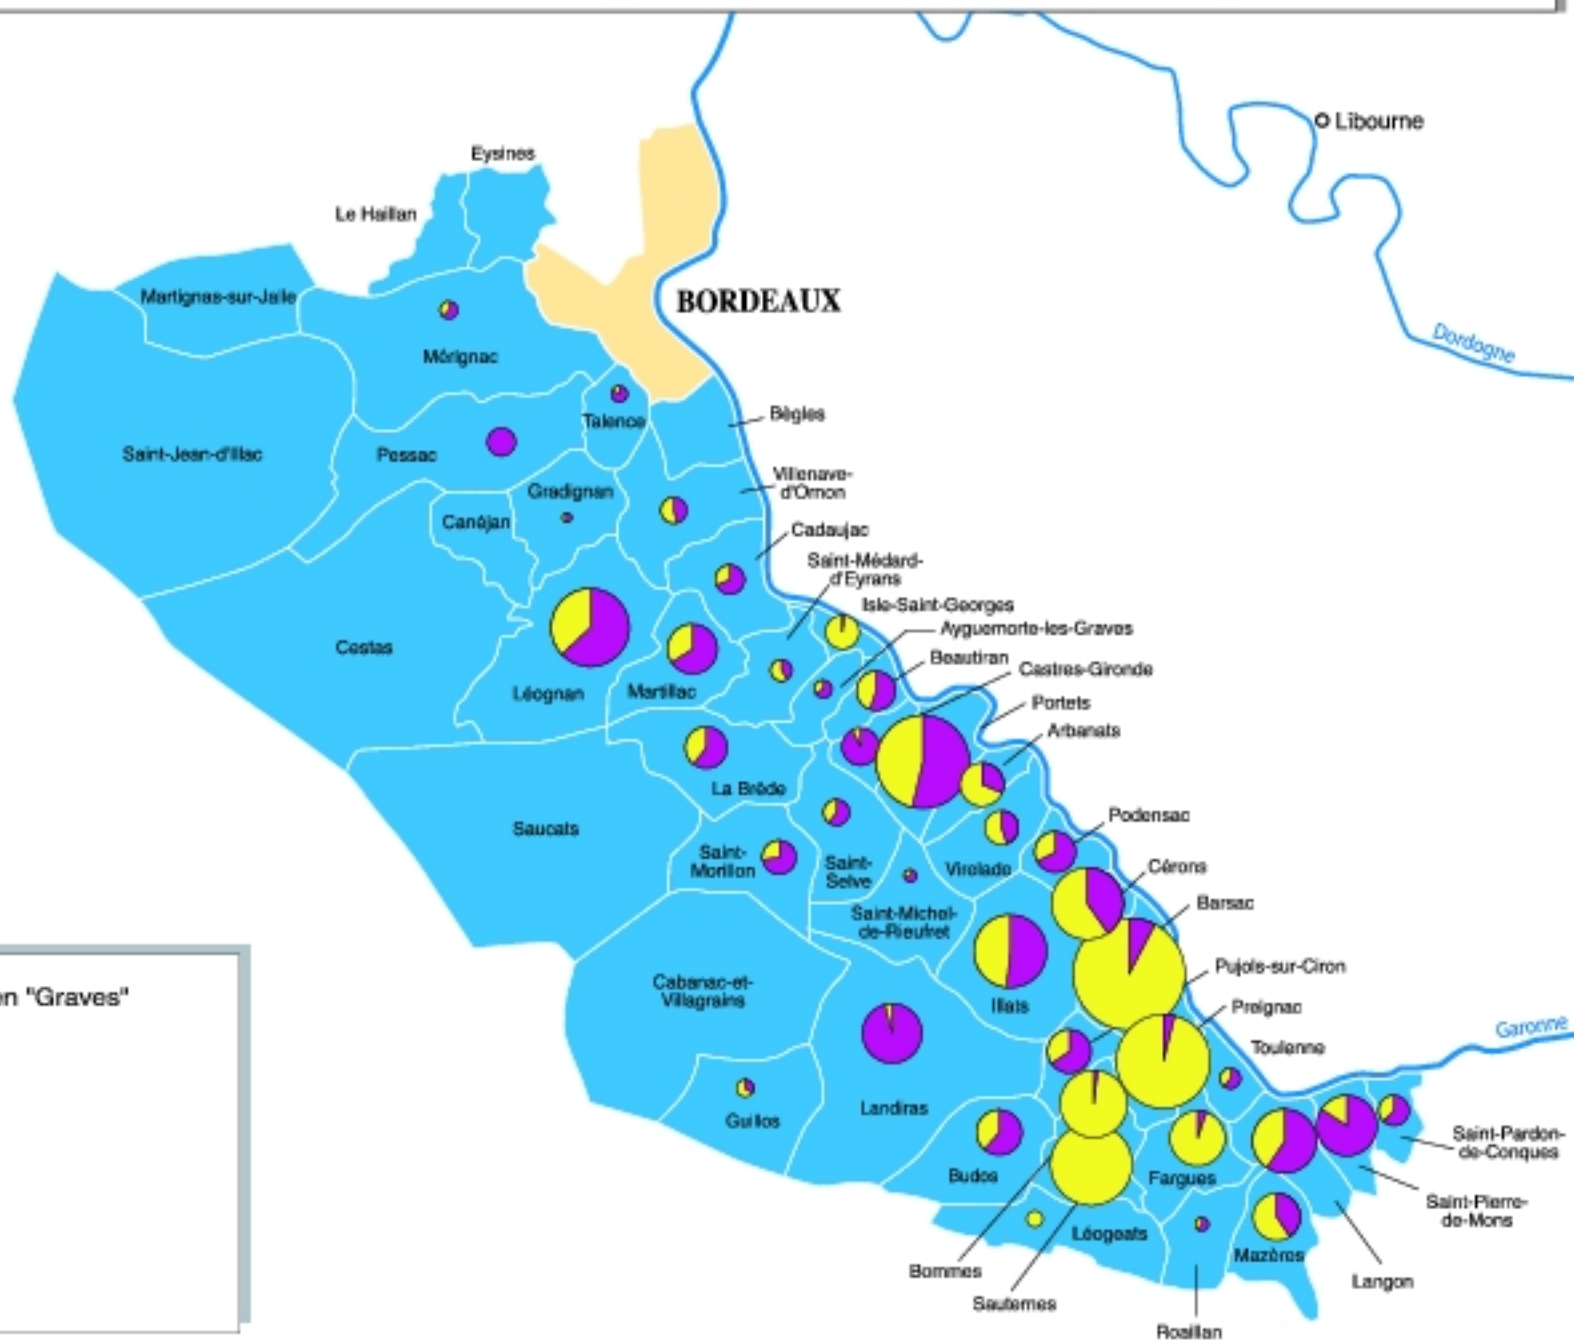 Libourne
Eysines
Le Haillan
Martignas-sur-Jalle
BORDEAUX
Dordogne
Mérignac
Bègles
Talence
Saint-Jean-d'Illac
Pessac
Villenave-
d'Ornon
Gradignan
Canéjan
Cadaujac
Saint-Médard-
d'Eyrans
Isle-Saint-Georges
Ayguemorte-les-Graves
Cestas
Beautiran
Castres-Gironde
Léognan
Martillac
Portets
Arbanats
La Brède
Podensac
Saucats
Saint-
Morillon
Saint-
Selve
Virelade
Cérons
Barsac
Saint-Michel-
de-Rieufret
Pujols-sur-Ciron
Cabanac-et-
Villagrains
en "Graves"
Illats
Preignac
Garonne
Toulenne
Landiras
Guillos
Saint-Pardon-
de-Conques
Budos
Fargues
Saint-Pierre-
de-Mons
Léogeats
Mazères
Bommes
Langon
Sauternes
Roaillan